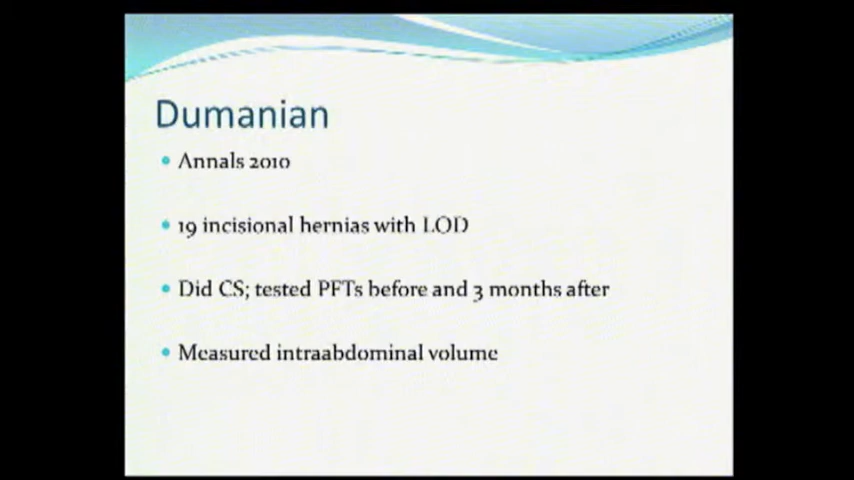 Dumanian
• Annals 2010
• 19 incisional hernias with LOD
• Did CS; tested PFTs before and 3 months after
• Measured intraabdominal volume